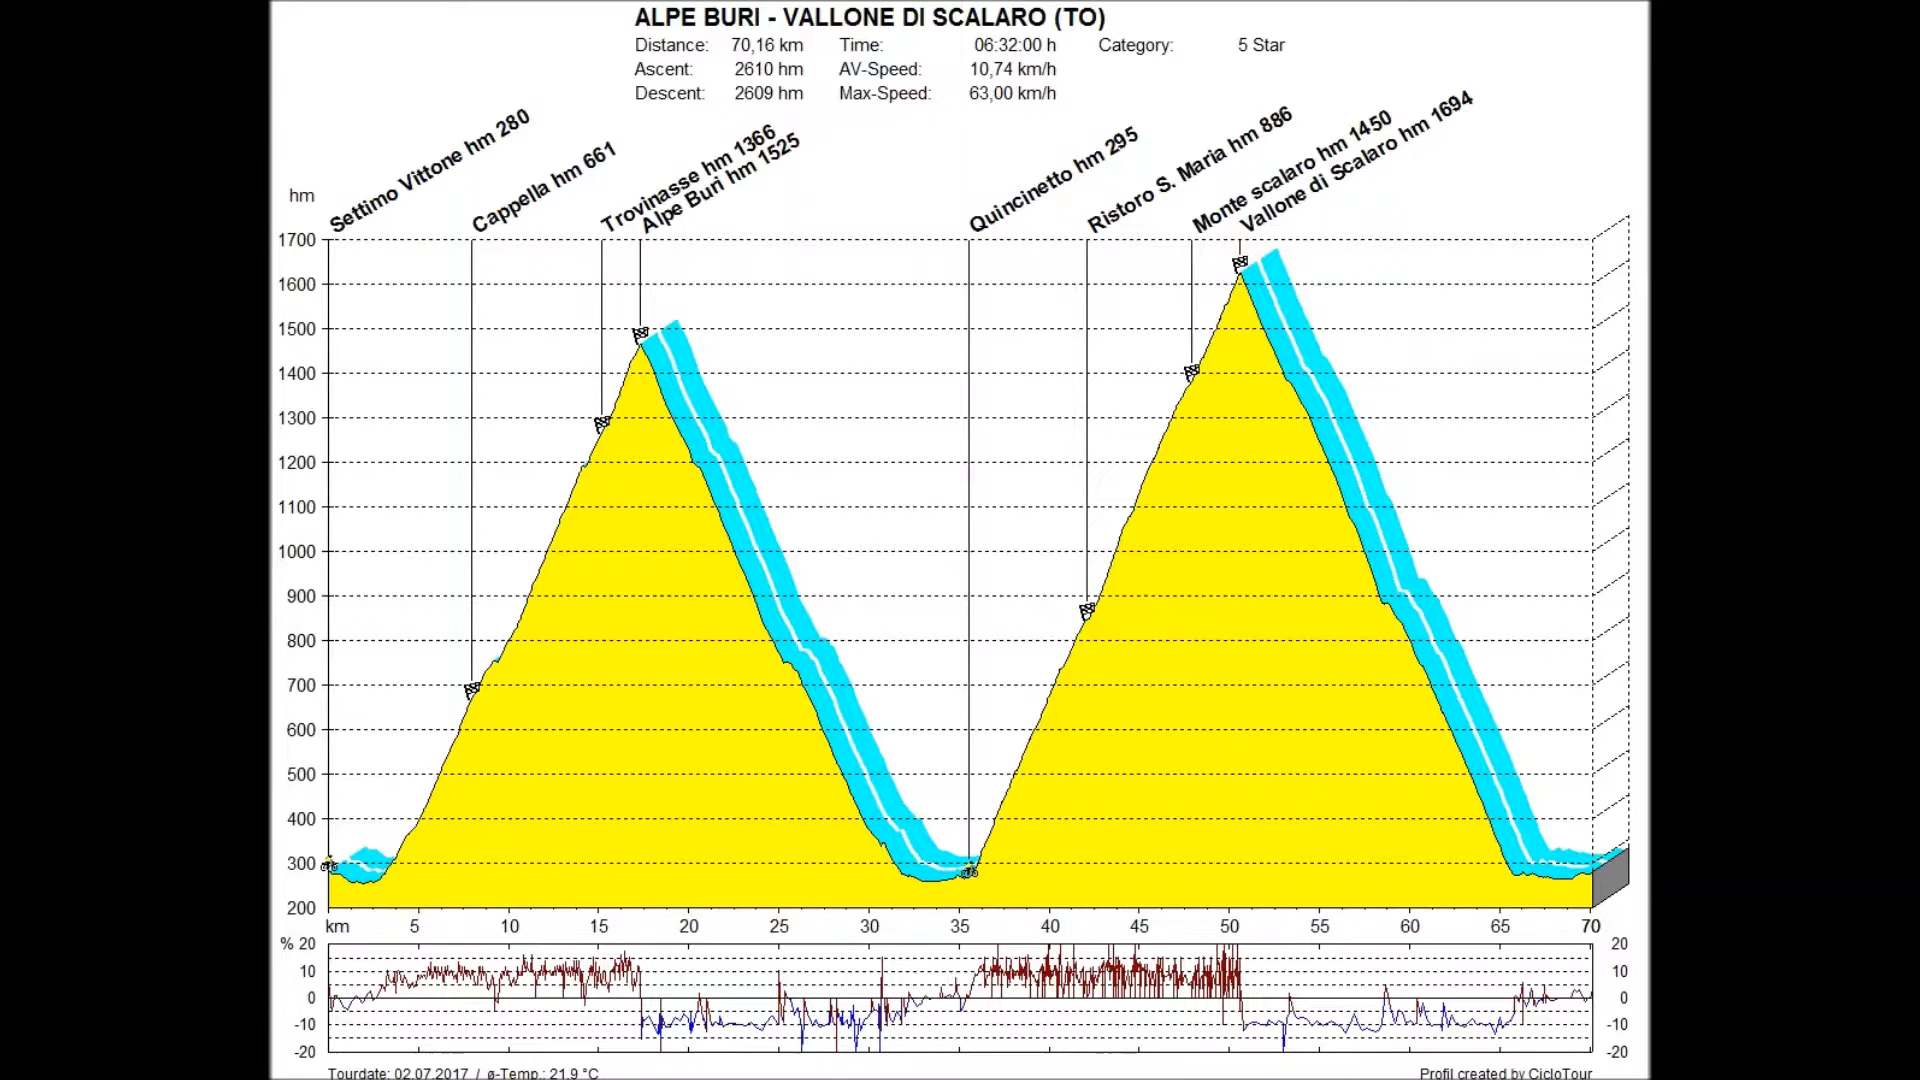 ALPE BURI - VALLONE DI SCALARO (TO)
Distance: 70,16 km Time: 06:32:00 h Category: 5 Star
Ascent: 2610 hm AV-Speed: 10,74 km/h
Descent: 2609 hm Max-Speed: 63,00 km/h
Settimo Vittone hm 280
Cappella hm 661
Trovinasse hm 1366
Alpe Buri hm 1525
Quincinetto hm 295
Ristoro S. Maria hm 886
Monte scalaro hm 1450
Vallone di Scalaro hm 1694
hm
1700
1600
1500
1400
1300
1200
1100
1000
900
800
700
600
500
400
300
200
km 5 10 15 20 25 30 35 40 45 50 55 60 65 70
% 20 20
10 10
0 0
-10 -10
-20 -20
Tourdate: 02.07.2017 / ø-Temp.: 21.9 °C Profil created by CicloTour